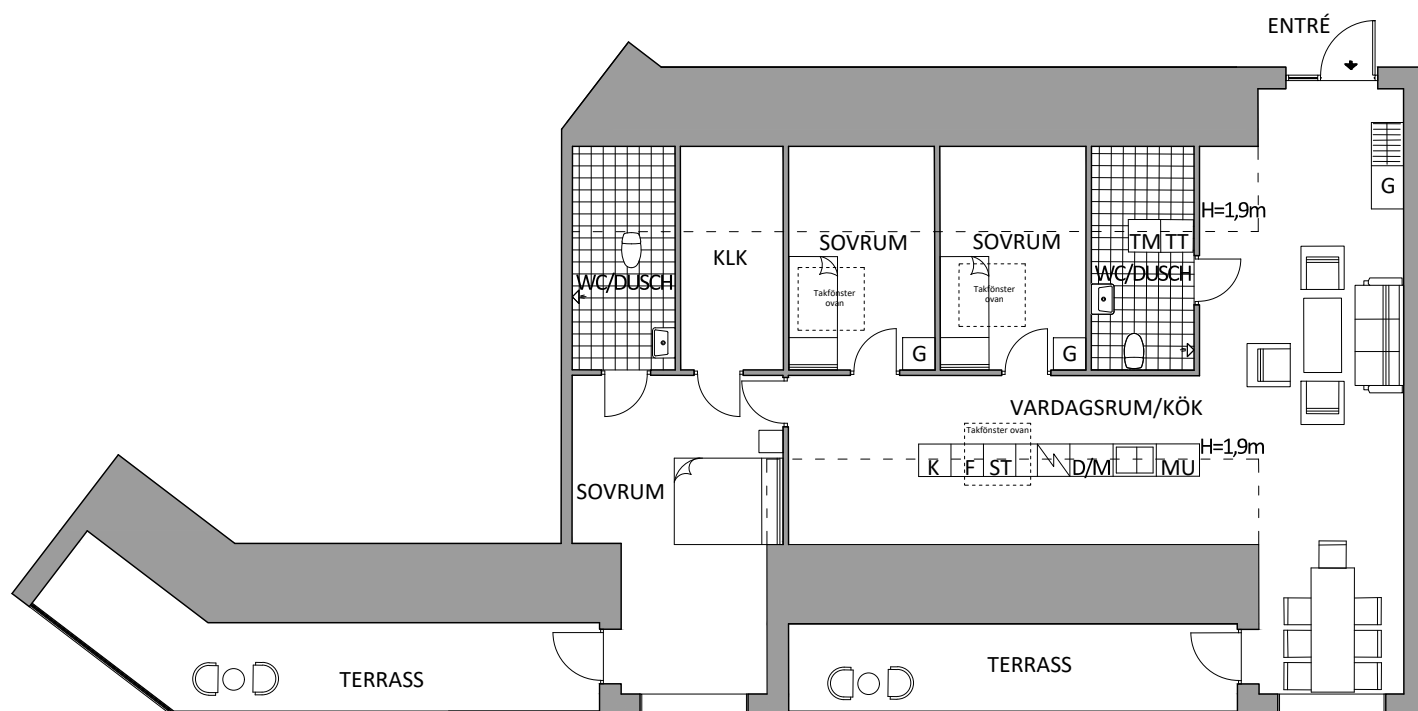 ENTRÉ
G
H=1,9m
TM TT
SOVRUM
SOVRUM
KLK
WC/DUSCH
WC/DUSCH
Takfönster
ovan
Takfönster
ovan
G
G
VARDAGSRUM/KÖK
Takfönster ovan
H=1,9m
K F ST D/M MU
SOVRUM
TERRASS
TERRASS